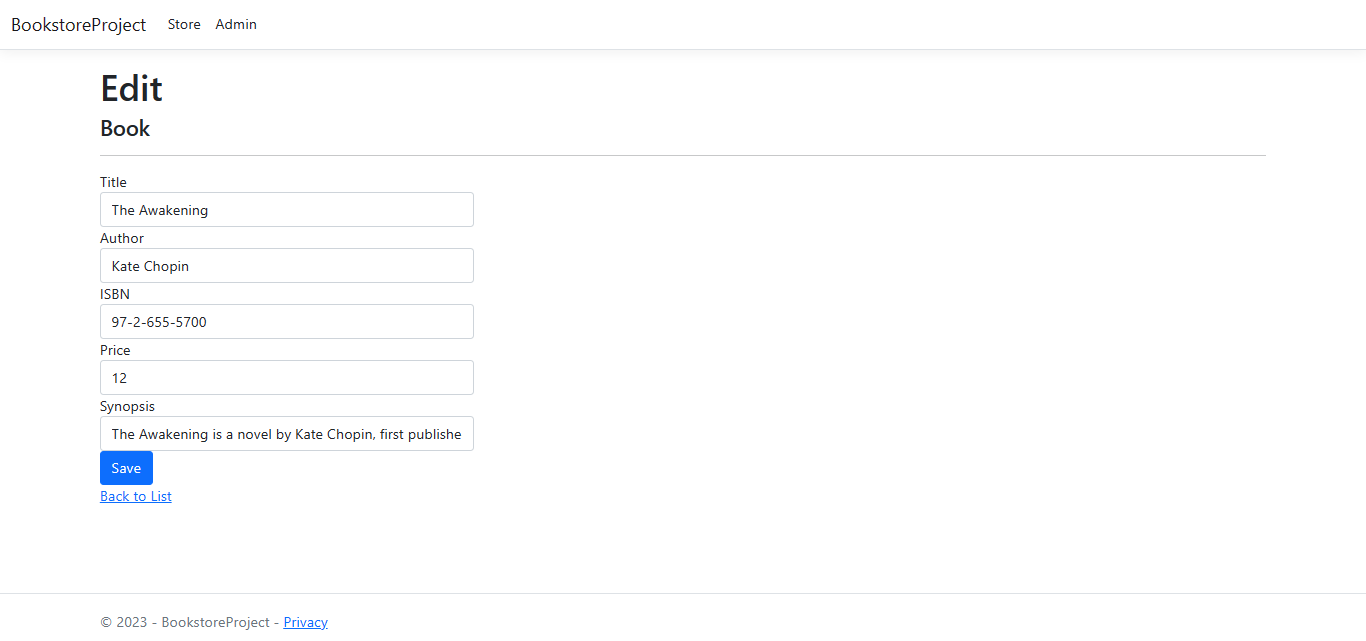 BookstoreProject Store Admin
Edit
Book
Title
The Awakening
Author
Kate Chopin
ISBN
97-2-655-5700
Price
12
Synopsis
The Awakening is a novel by Kate Chopin, first publishe
Save
Back to List
© 2023 - BookstoreProject - Privacy